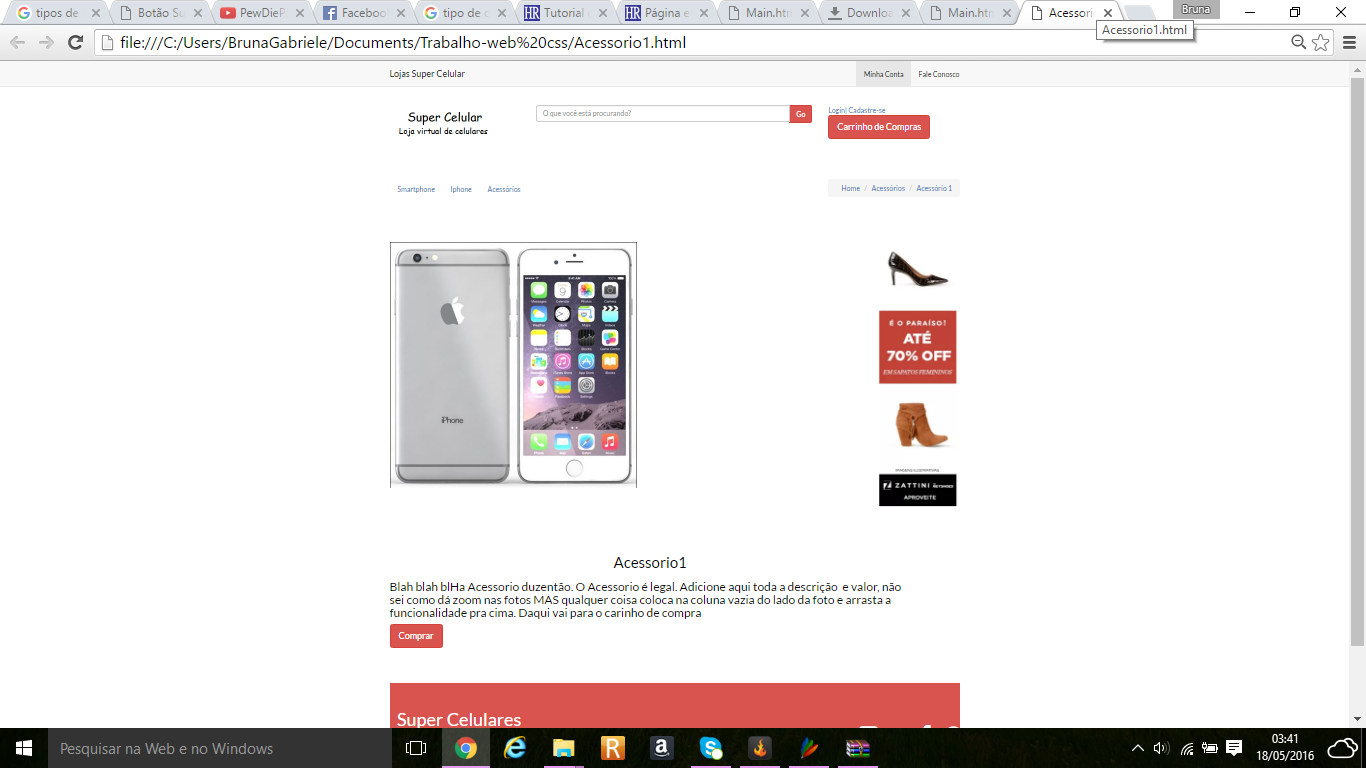 tipos de
Botão Su
PewDieP
Faceboo
tipo de c
HR Tutorial
HR Página e
Main.htm
Downloa
Main.htm
Acessori
Bruna
file:///C:/Users/BrunaGabriele/Documents/Trabalho-web%20css/Acessorio1.html
Acessorio1.html
Lojas Super Celular
Minha Conta
Fale Conosco
Super Celular
Loja virtual de celulares
O que você está procurando?
Go
Login| Cadastre-se
Carrinho de Compras
Smartphone
Iphone
Acessórios
Home / Acessórios / Acessório 1
iPhone
É O PARAÍSO!
ATÉ
70% OFF
EM SAPATOS FEMININOS
IMAGENS ILUSTRATIVAS
ZATTINI
APROVEITE
Acessorio1
Blah blah blHa Acessorio duzentão. O Acessorio é legal. Adicione aqui toda a descrição e valor, não
sei como dá zoom nas fotos MAS qualquer coisa coloca na coluna vazia do lado da foto e arrasta a
funcionalidade pra cima. Daqui vai para o carinho de compra
Comprar
Super Celulares
Pesquisar na Web e no Windows
03:41
18/05/2016